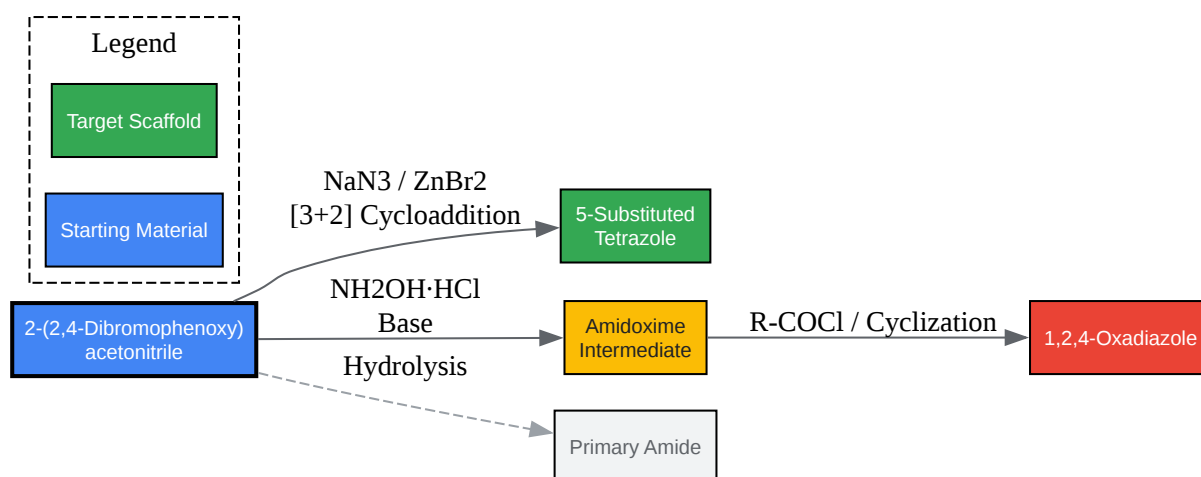 Legend
Target Scaffold
Starting Material
NaN3 / ZnBr2
[3+2] Cycloaddition
5-Substituted
Tetrazole
2-(2,4-Dibromophenoxy)
acetonitrile
NH2OH·HCl
Base
Amidoxime
Intermediate
R-COCl / Cyclization
1,2,4-Oxadiazole
Hydrolysis
Primary Amide